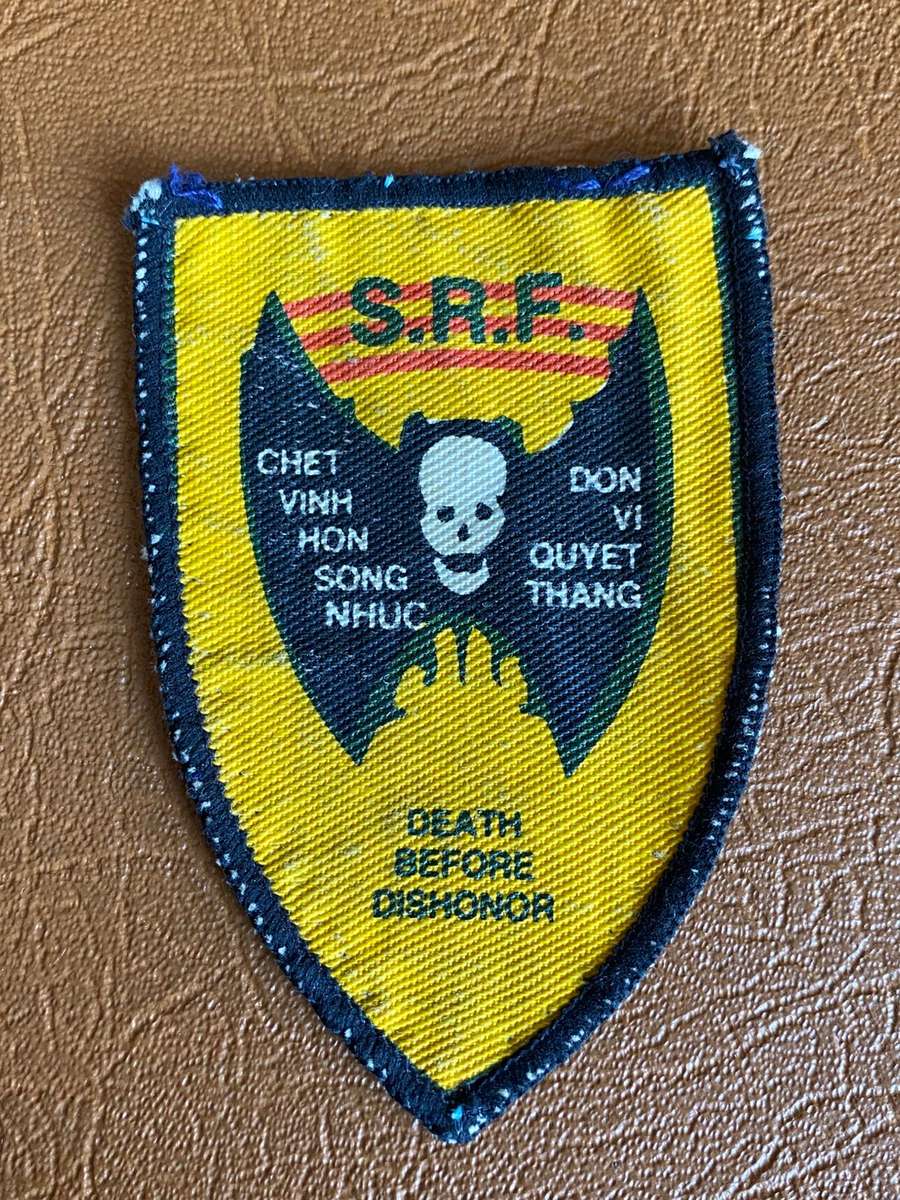 S.R.F.
CHET
VINH
HON
SONG
NHUC
DON
VI
QUYET
THANG
DEATH
BEFORE
DISHONOR